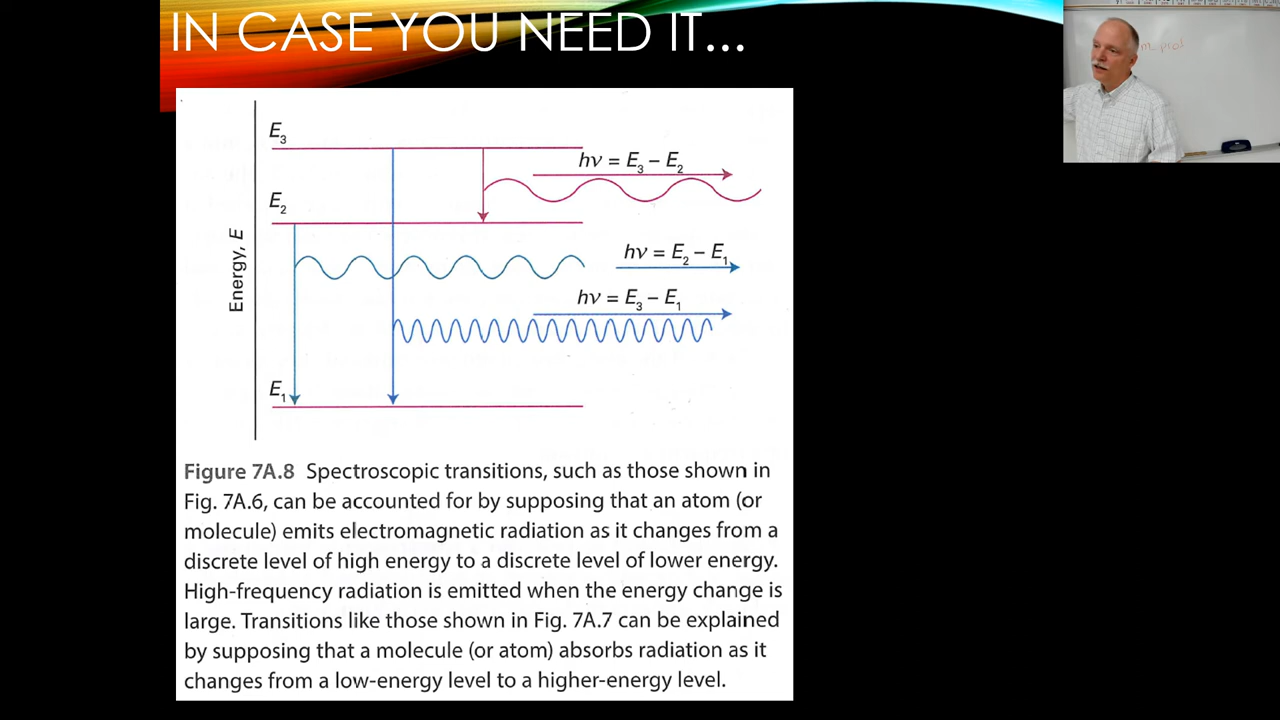 IN CASE YOU NEED IT...
E₃
hν = E₃ – E₂
E₂
hν = E₂ – E₁
Energy, E
hν = E₃ – E₁
E₁
Figure 7A.8 Spectroscopic transitions, such as those shown in
Fig. 7A.6, can be accounted for by supposing that an atom (or
molecule) emits electromagnetic radiation as it changes from a
discrete level of high energy to a discrete level of lower energy.
High-frequency radiation is emitted when the energy change is
large. Transitions like those shown in Fig. 7A.7 can be explained
by supposing that a molecule (or atom) absorbs radiation as it
changes from a low-energy level to a higher-energy level.